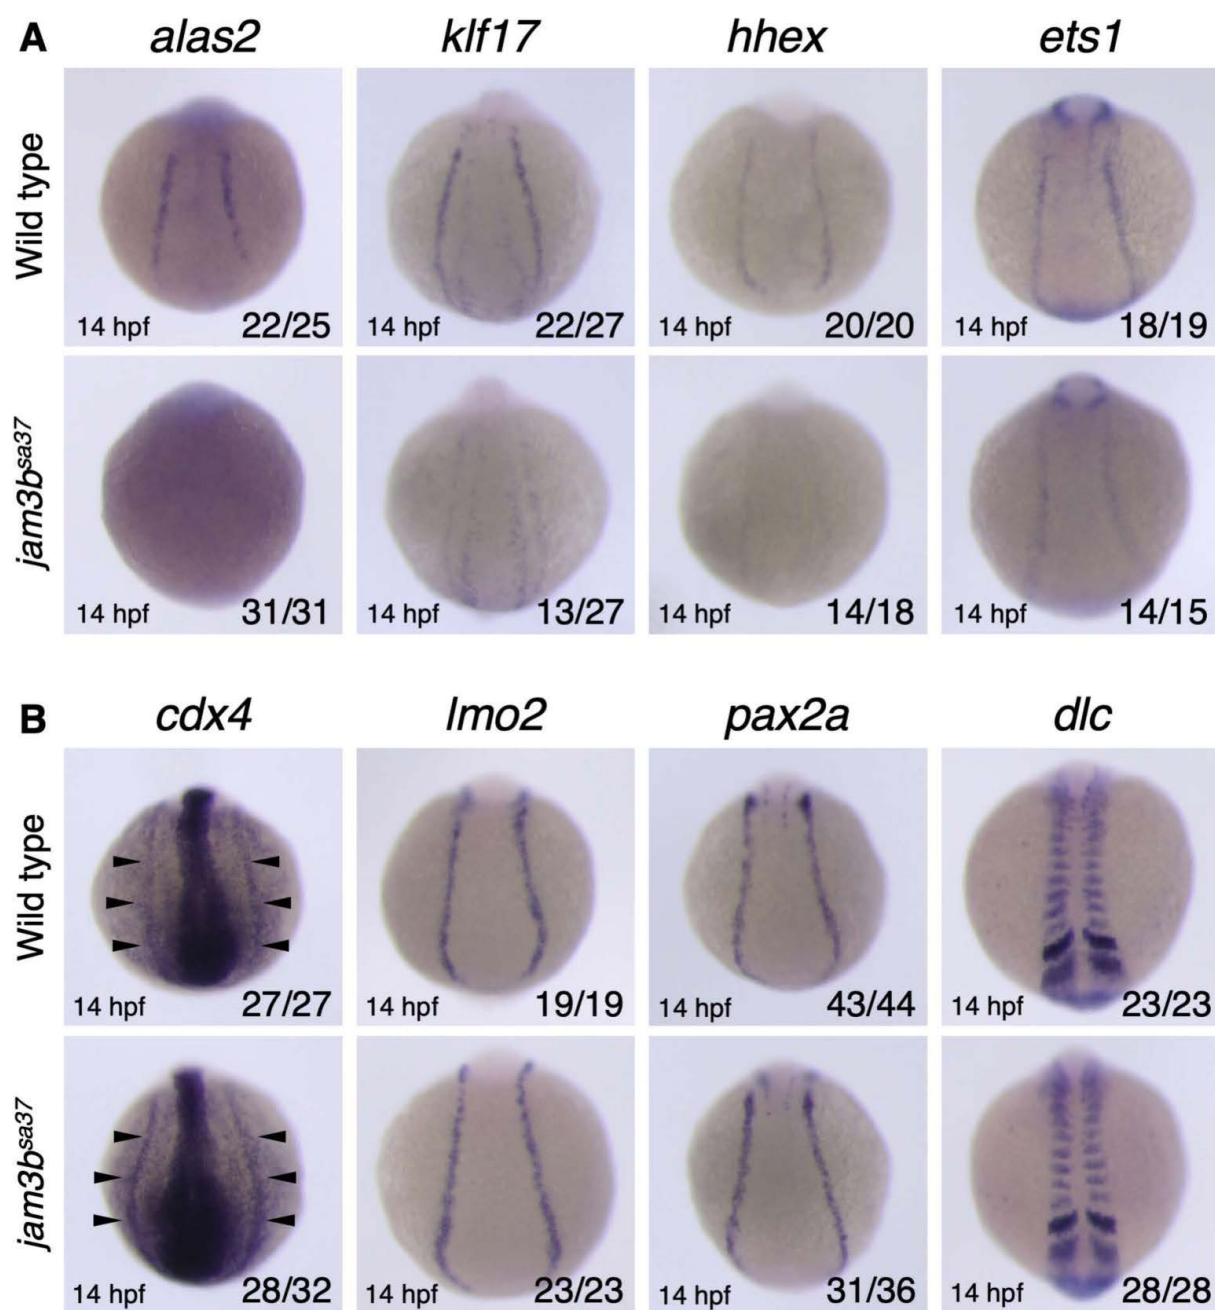 A
alas2 klf17 hhex ets1
Wild type
14 hpf 22/25 14 hpf 22/27 14 hpf 20/20 14 hpf 18/19
jam3bsa37
14 hpf 31/31 14 hpf 13/27 14 hpf 14/18 14 hpf 14/15
B
cdx4 lmo2 pax2a dlc
Wild type
14 hpf 27/27 14 hpf 19/19 14 hpf 43/44 14 hpf 23/23
jam3bsa37
14 hpf 28/32 14 hpf 23/23 14 hpf 31/36 14 hpf 28/28